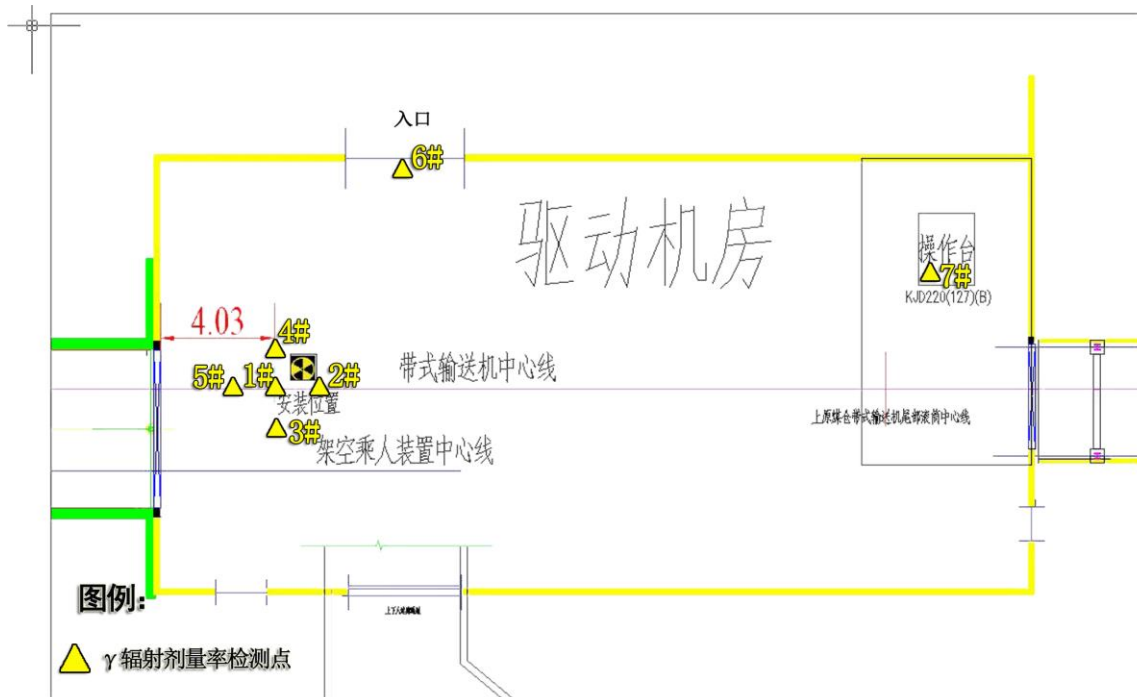 入口
6#
驱动机房
操作台
7#
KJD220(127)(B)
4.03
4#
5#
1#
2#
带式输送机中心线
安装位置
上原煤仓带式输送机尾部滚筒中心线
3#
架空乘人装置中心线
图例:
γ辐射剂量率检测点